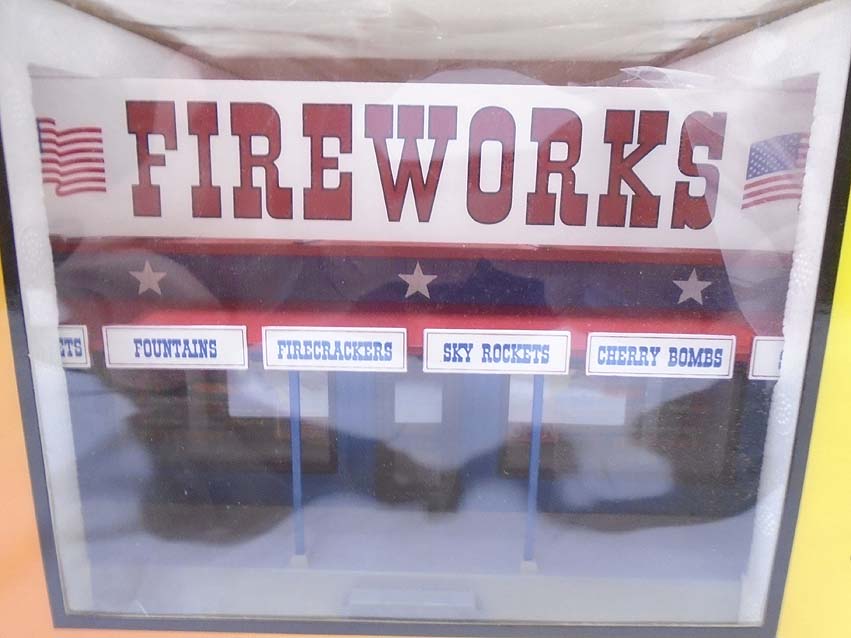 FIREWORKS
FOUNTAINS
FIRECRACKERS
SKY ROCKETS
CHERRY BOMBS